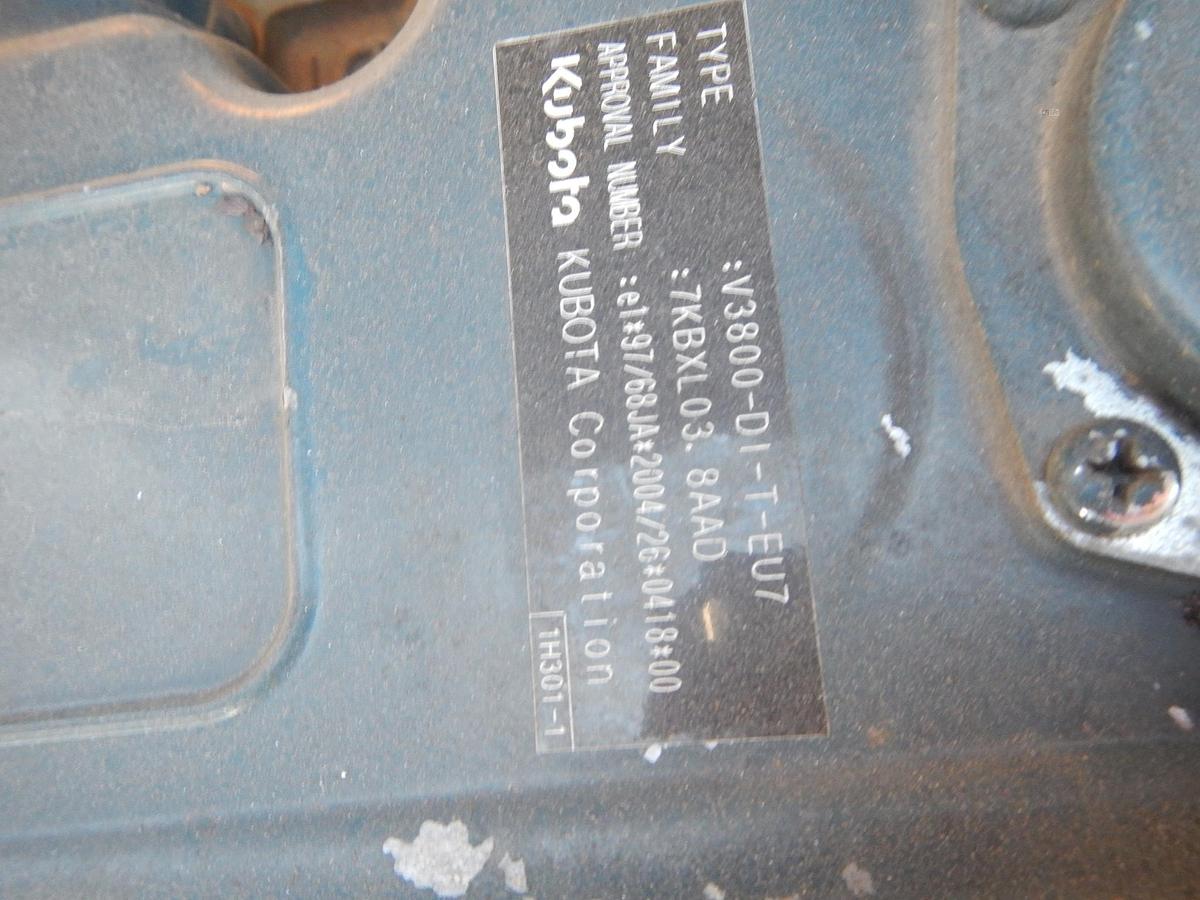 TYPE :V3800-DI-T-EU7
FAMILY :7KBXL03.8AAD
APPROVAL NUMBER :e1*97/68JA*2004/26*0418*00
Kubota KUBOTA Corporation
1H301-1